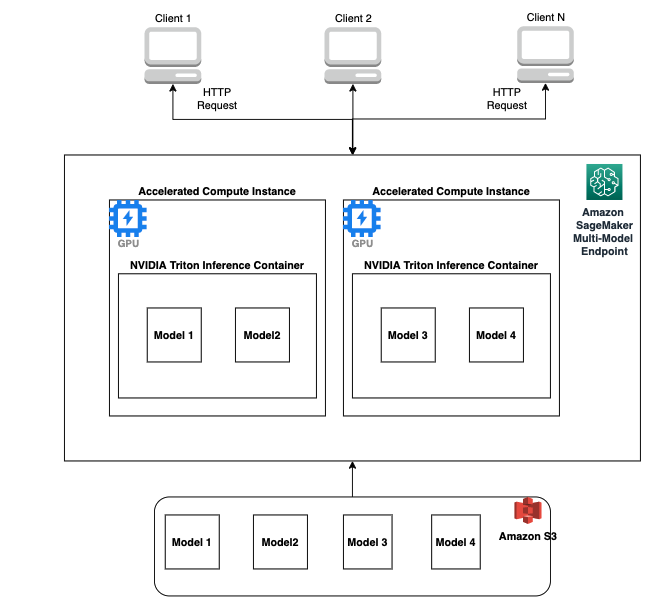 Client 1
Client 2
Client N
HTTP
Request
HTTP
Request
Accelerated Compute Instance
Accelerated Compute Instance
GPU
GPU
Amazon
SageMaker
Multi-Model
Endpoint
NVIDIA Triton Inference Container
NVIDIA Triton Inference Container
Model 1
Model2
Model 3
Model 4
Amazon S3
Model 1
Model2
Model 3
Model 4